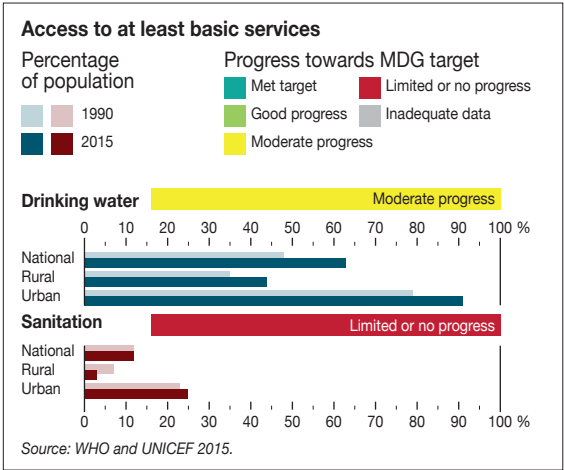 Access to at least basic services
Percentage of population
1990
2015
Progress towards MDG target
Met target
Limited or no progress
Good progress
Inadequate data
Moderate progress
Drinking water
Moderate progress
0 10 20 30 40 50 60 70 80 90 100 %
National
Rural
Urban
Sanitation
Limited or no progress
National
Rural
Urban
0 10 20 30 40 50 60 70 80 90 100 %
Source: WHO and UNICEF 2015.